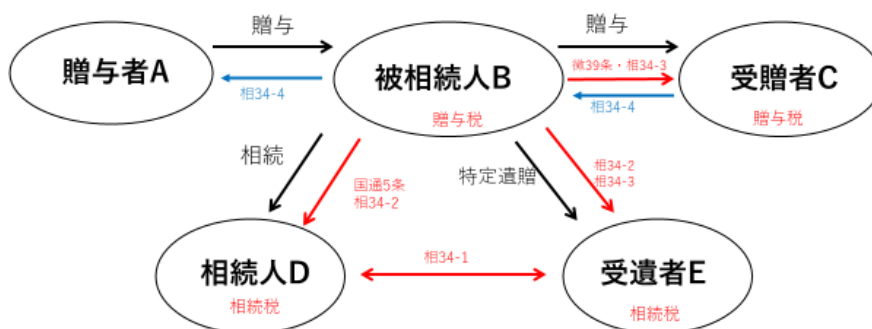 贈与
贈与
贈与者A
相34-4
被相続人B
贈与税
徴39条・相34-3
相34-4
受贈者C
贈与税
相続
国通5条
相34-2
特定遺贈
相34-2
相34-3
相続人D
相続税
相34-1
受遺者E
相続税